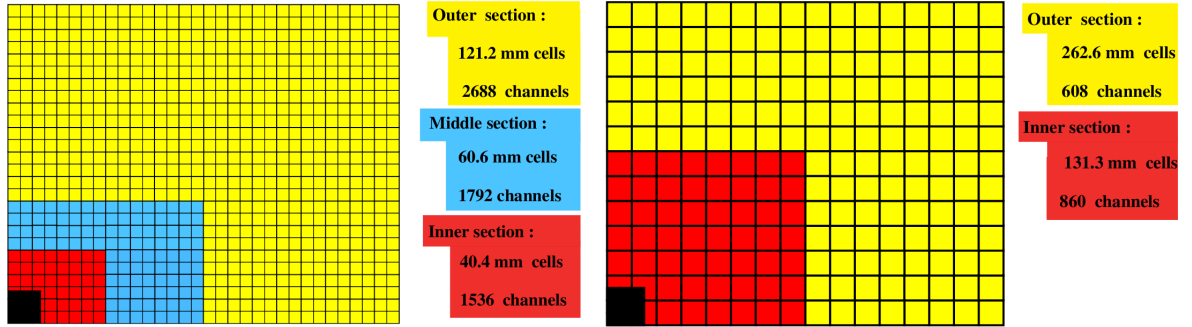 Outer section :
121.2 mm cells
2688 channels
Middle section :
60.6 mm cells
1792 channels
Inner section :
40.4 mm cells
1536 channels
Outer section :
262.6 mm cells
608 channels
Inner section :
131.3 mm cells
860 channels